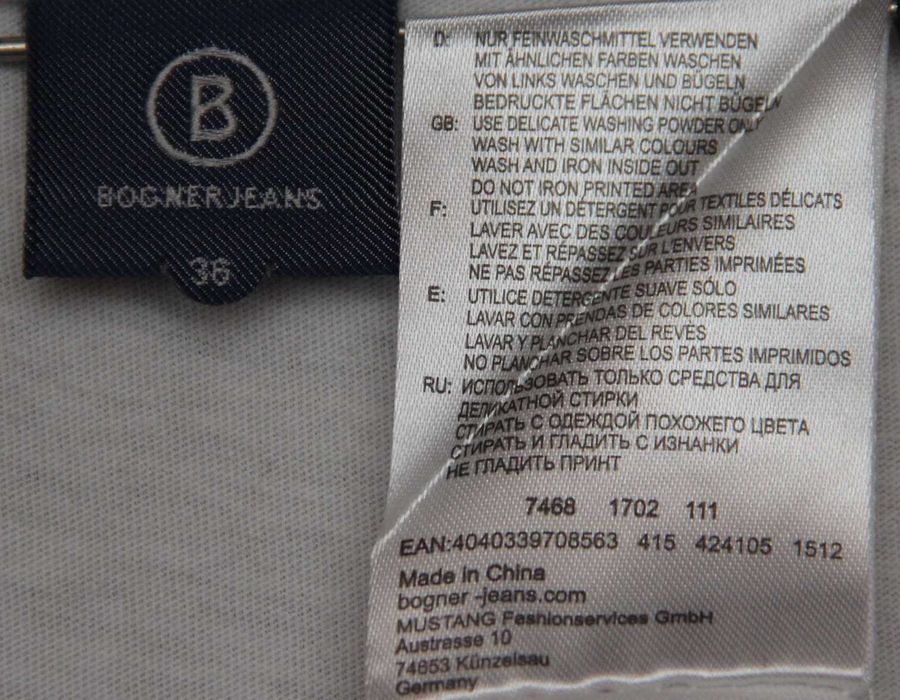 B
BOGNER JEANS
36
D: NUR FEINWASCHMITTEL VERWENDEN
MIT ÄHNLICHEN FARBEN WASCHEN
VON LINKS WASCHEN UND BÜGELN
BEDRUCKTE FLÄCHEN NICHT BÜGELN
GB: USE DELICATE WASHING POWDER ONLY
WASH WITH SIMILAR COLOURS
WASH AND IRON INSIDE OUT
DO NOT IRON PRINTED AREA
F: UTILISEZ UN DÉTERGENT POUR TEXTILES DÉLICATS
LAVER AVEC DES COULEURS SIMILAIRES
LAVEZ ET RÉPASSEZ SUR L'ENVERS
NE PAS RÉPASSEZ LES PARTIES IMPRIMÉES
E: UTILICE DETERGENTE SUAVE SÓLO
LAVAR CON PRENDAS DE COLORES SIMILARES
LAVAR Y PLANCHAR DEL REVES
NO PLANCHAR SOBRE LOS PARTES IMPRIMIDOS
RU: ИСПОЛЬЗОВАТЬ ТОЛЬКО СРЕДСТВА ДЛЯ
ДЕЛИКАТНОЙ СТИРКИ
СТИРАТЬ С ОДЕЖДОЙ ПОХОЖЕГО ЦВЕТА
СТИРАТЬ И ГЛАДИТЬ С ИЗНАНКИ
НЕ ГЛАДИТЬ ПРИНТ
7468 1702 111
EAN:4040339708563 415 424105 1512
Made in China
bogner -jeans.com
MUSTANG Fashionservices GmbH
Austrasse 10
74653 Künzelsau
Germany